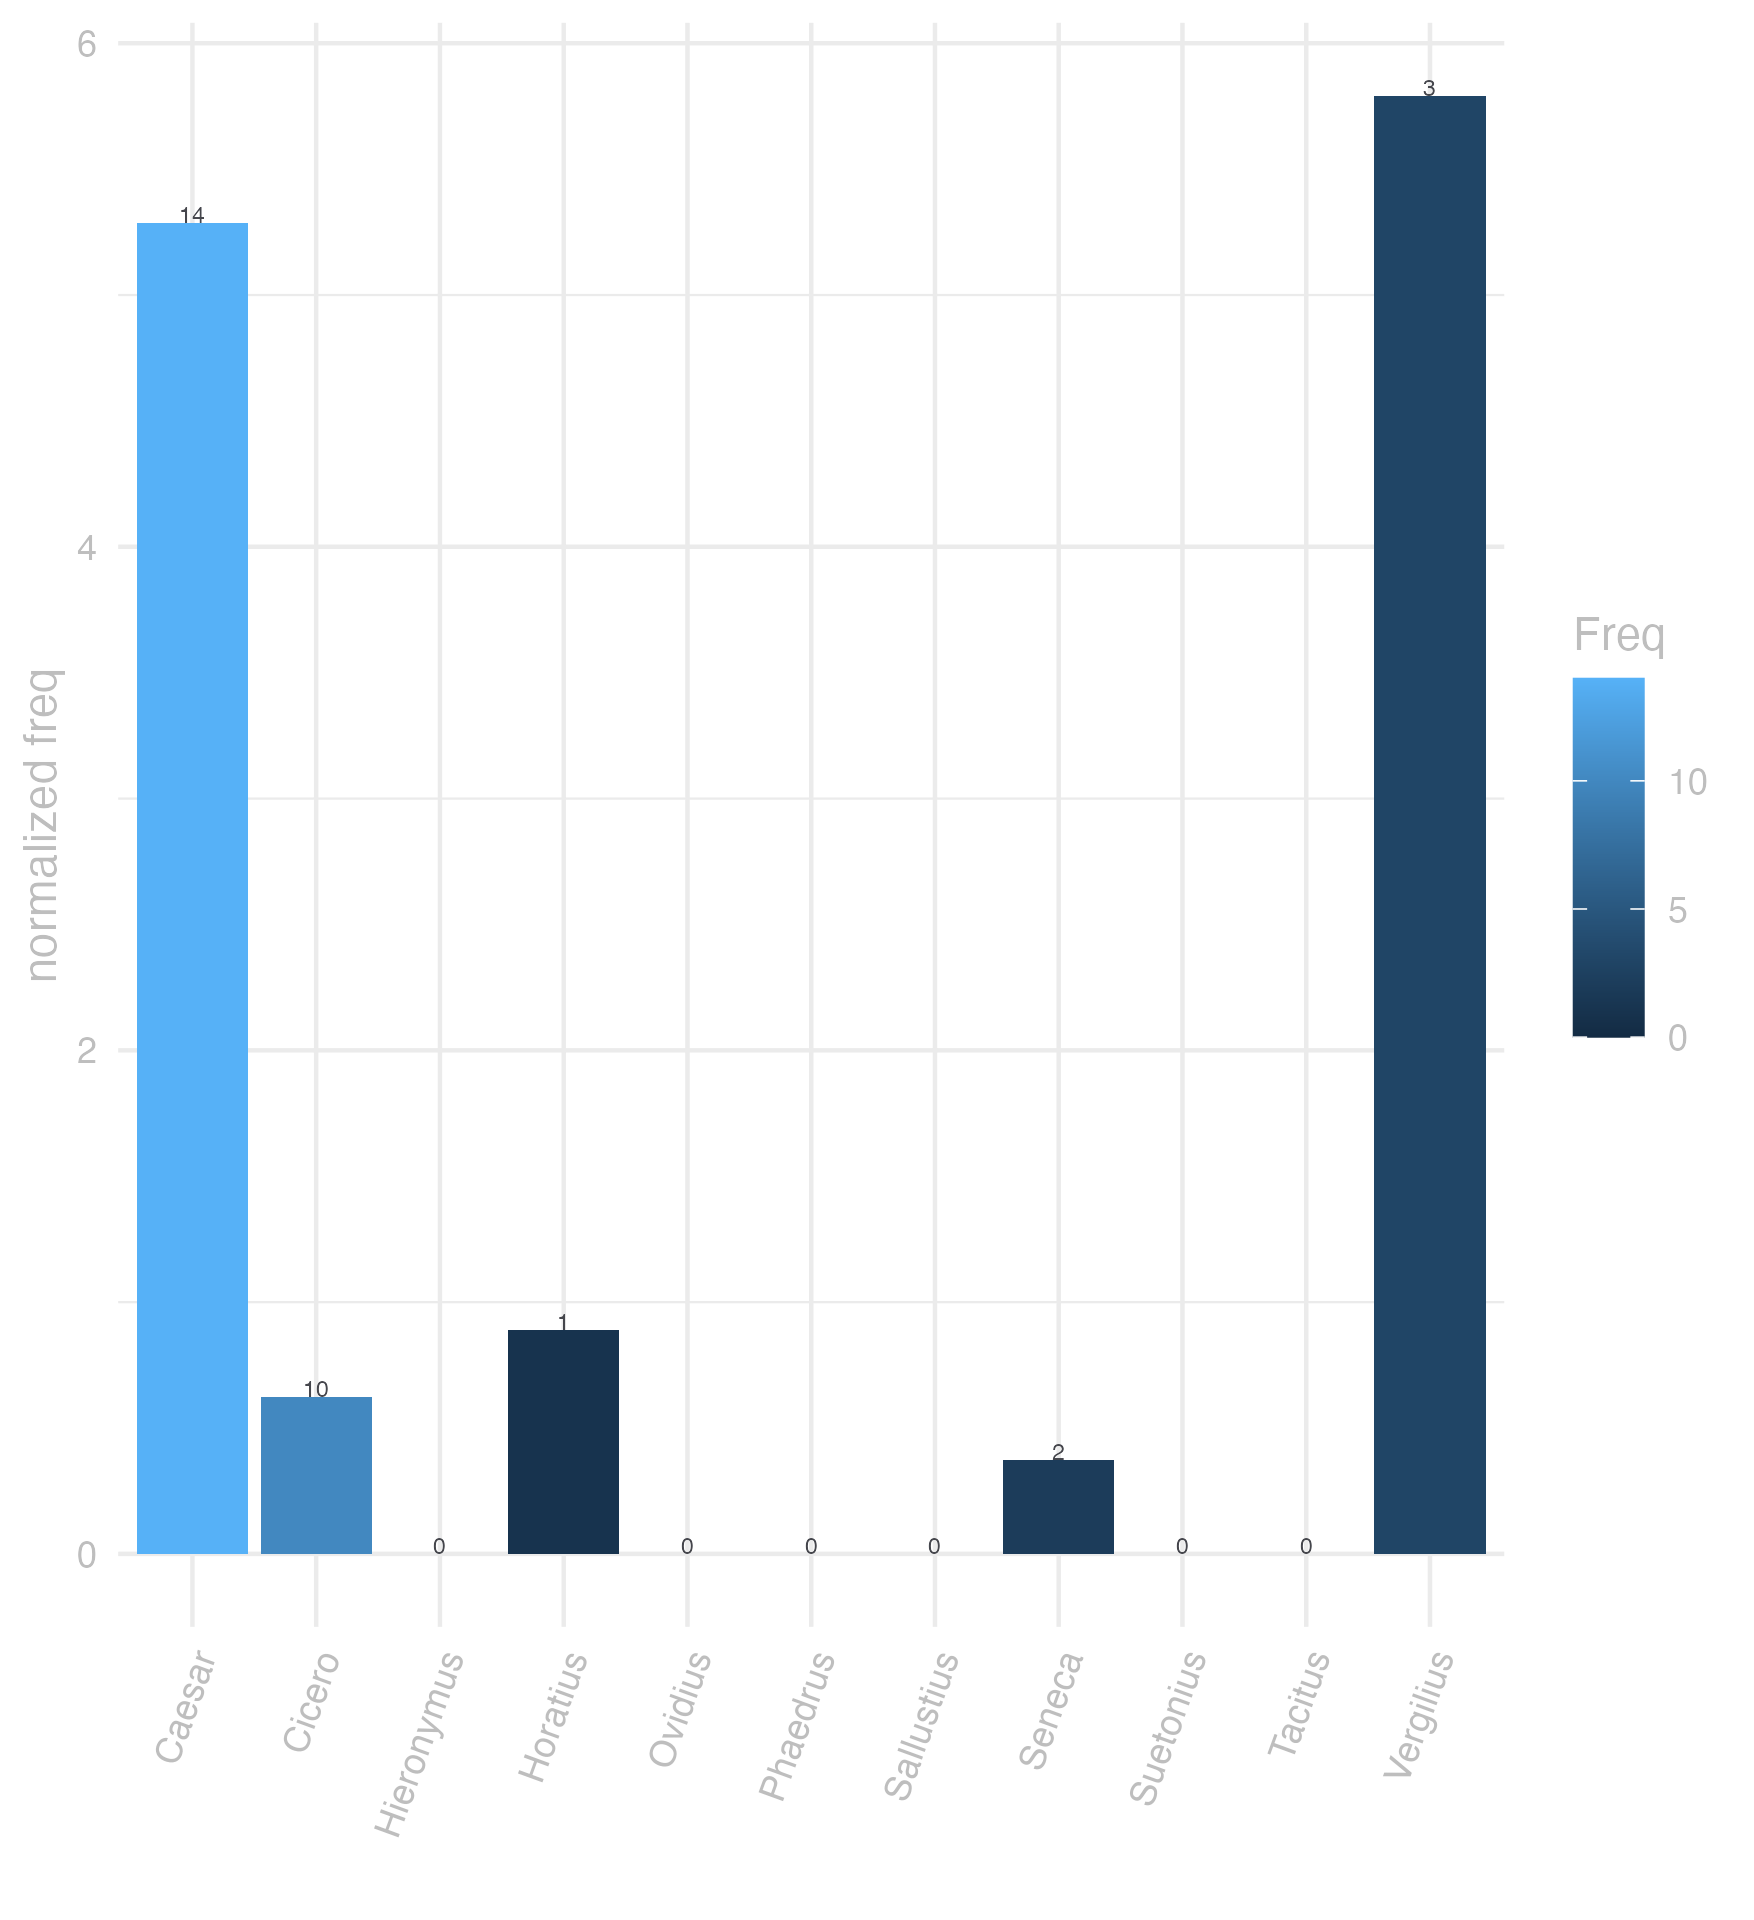 6
4
2
0
normalized freq
14
10
0
1
0
0
0
2
0
0
3
Caesar
Cicero
Hieronymus
Horatius
Ovidius
Phaedrus
Sallustius
Seneca
Suetonius
Tacitus
Vergilius
Freq
10
5
0